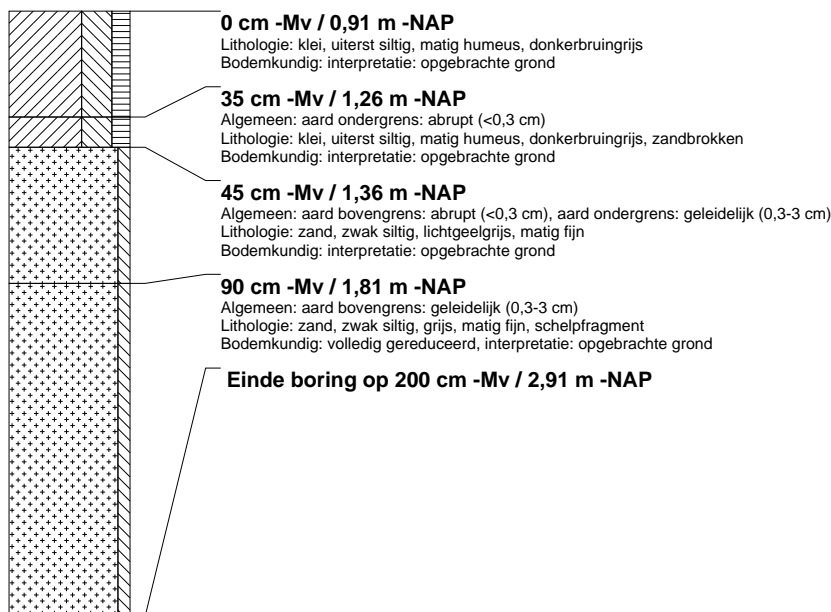 0 cm -Mv / 0,91 m -NAP
Lithologie: klei, uiterst siltig, matig humeus, donkerbruingrijs
Bodemkundig: interpretatie: opgebrachte grond
35 cm -Mv / 1,26 m -NAP
Algemeen: aard ondergrens: abrupt (<0,3 cm)
Lithologie: klei, uiterst siltig, matig humeus, donkerbruingrijs, zandbrokken
Bodemkundig: interpretatie: opgebrachte grond
45 cm -Mv / 1,36 m -NAP
Algemeen: aard bovengrens: abrupt (<0,3 cm), aard ondergrens: geleidelijk (0,3-3 cm)
Lithologie: zand, zwak siltig, lichtgeelgrijs, matig fijn
Bodemkundig: interpretatie: opgebrachte grond
90 cm -Mv / 1,81 m -NAP
Algemeen: aard bovengrens: geleidelijk (0,3-3 cm)
Lithologie: zand, zwak siltig, grijs, matig fijn, schelpfragment
Bodemkundig: volledig gereduceerd, interpretatie: opgebrachte grond
Einde boring op 200 cm -Mv / 2,91 m -NAP